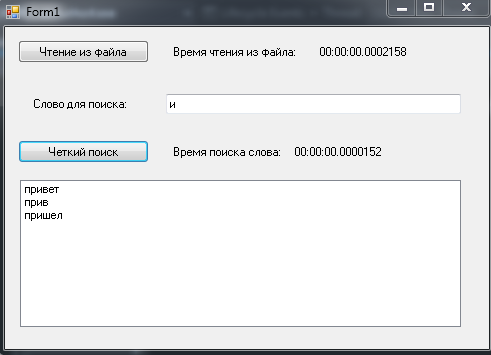 Form1
Чтение из файла Время чтения из файла: 00:00:00.0002158
Слово для поиска: и
Четкий поиск Время поиска слова: 00:00:00.0000152
привет
прив
пришел